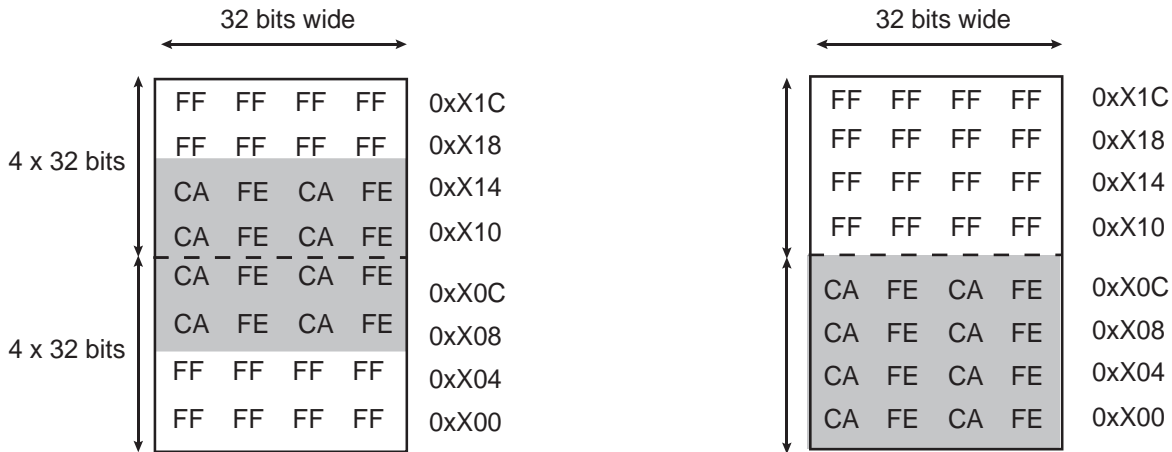 32 bits wide
FF FF FF FF 0xX1C
FF FF FF FF 0xX18
4 x 32 bits
CA FE CA FE 0xX14
CA FE CA FE 0xX10
CA FE CA FE 0xX0C
CA FE CA FE 0xX08
4 x 32 bits
FF FF FF FF 0xX04
FF FF FF FF 0xX00
32 bits wide
FF FF FF FF 0xX1C
FF FF FF FF 0xX18
FF FF FF FF 0xX14
FF FF FF FF 0xX10
CA FE CA FE 0xX0C
CA FE CA FE 0xX08
CA FE CA FE 0xX04
CA FE CA FE 0xX00